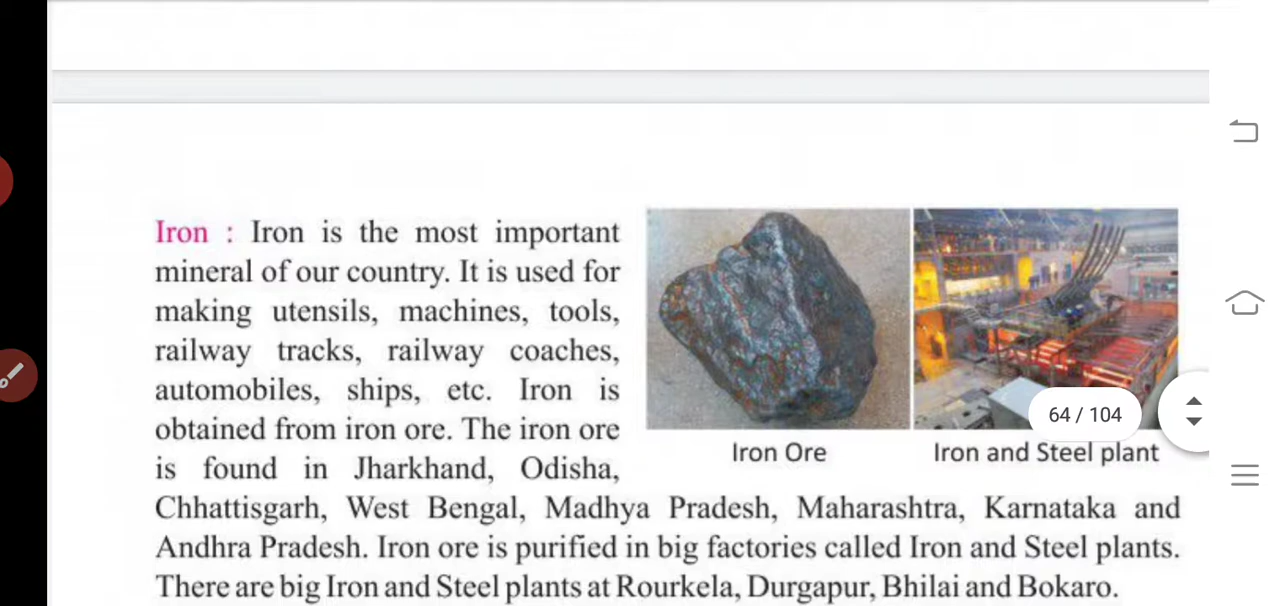 Iron : Iron is the most important
mineral of our country. It is used for
making utensils, machines, tools,
railway tracks, railway coaches,
automobiles, ships, etc. Iron is
obtained from iron ore. The iron ore
is found in Jharkhand, Odisha,
Chhattisgarh, West Bengal, Madhya Pradesh, Maharashtra, Karnataka and
Andhra Pradesh. Iron ore is purified in big factories called Iron and Steel plants.
There are big Iron and Steel plants at Rourkela, Durgapur, Bhilai and Bokaro.
Iron Ore
Iron and Steel plant
64 / 104